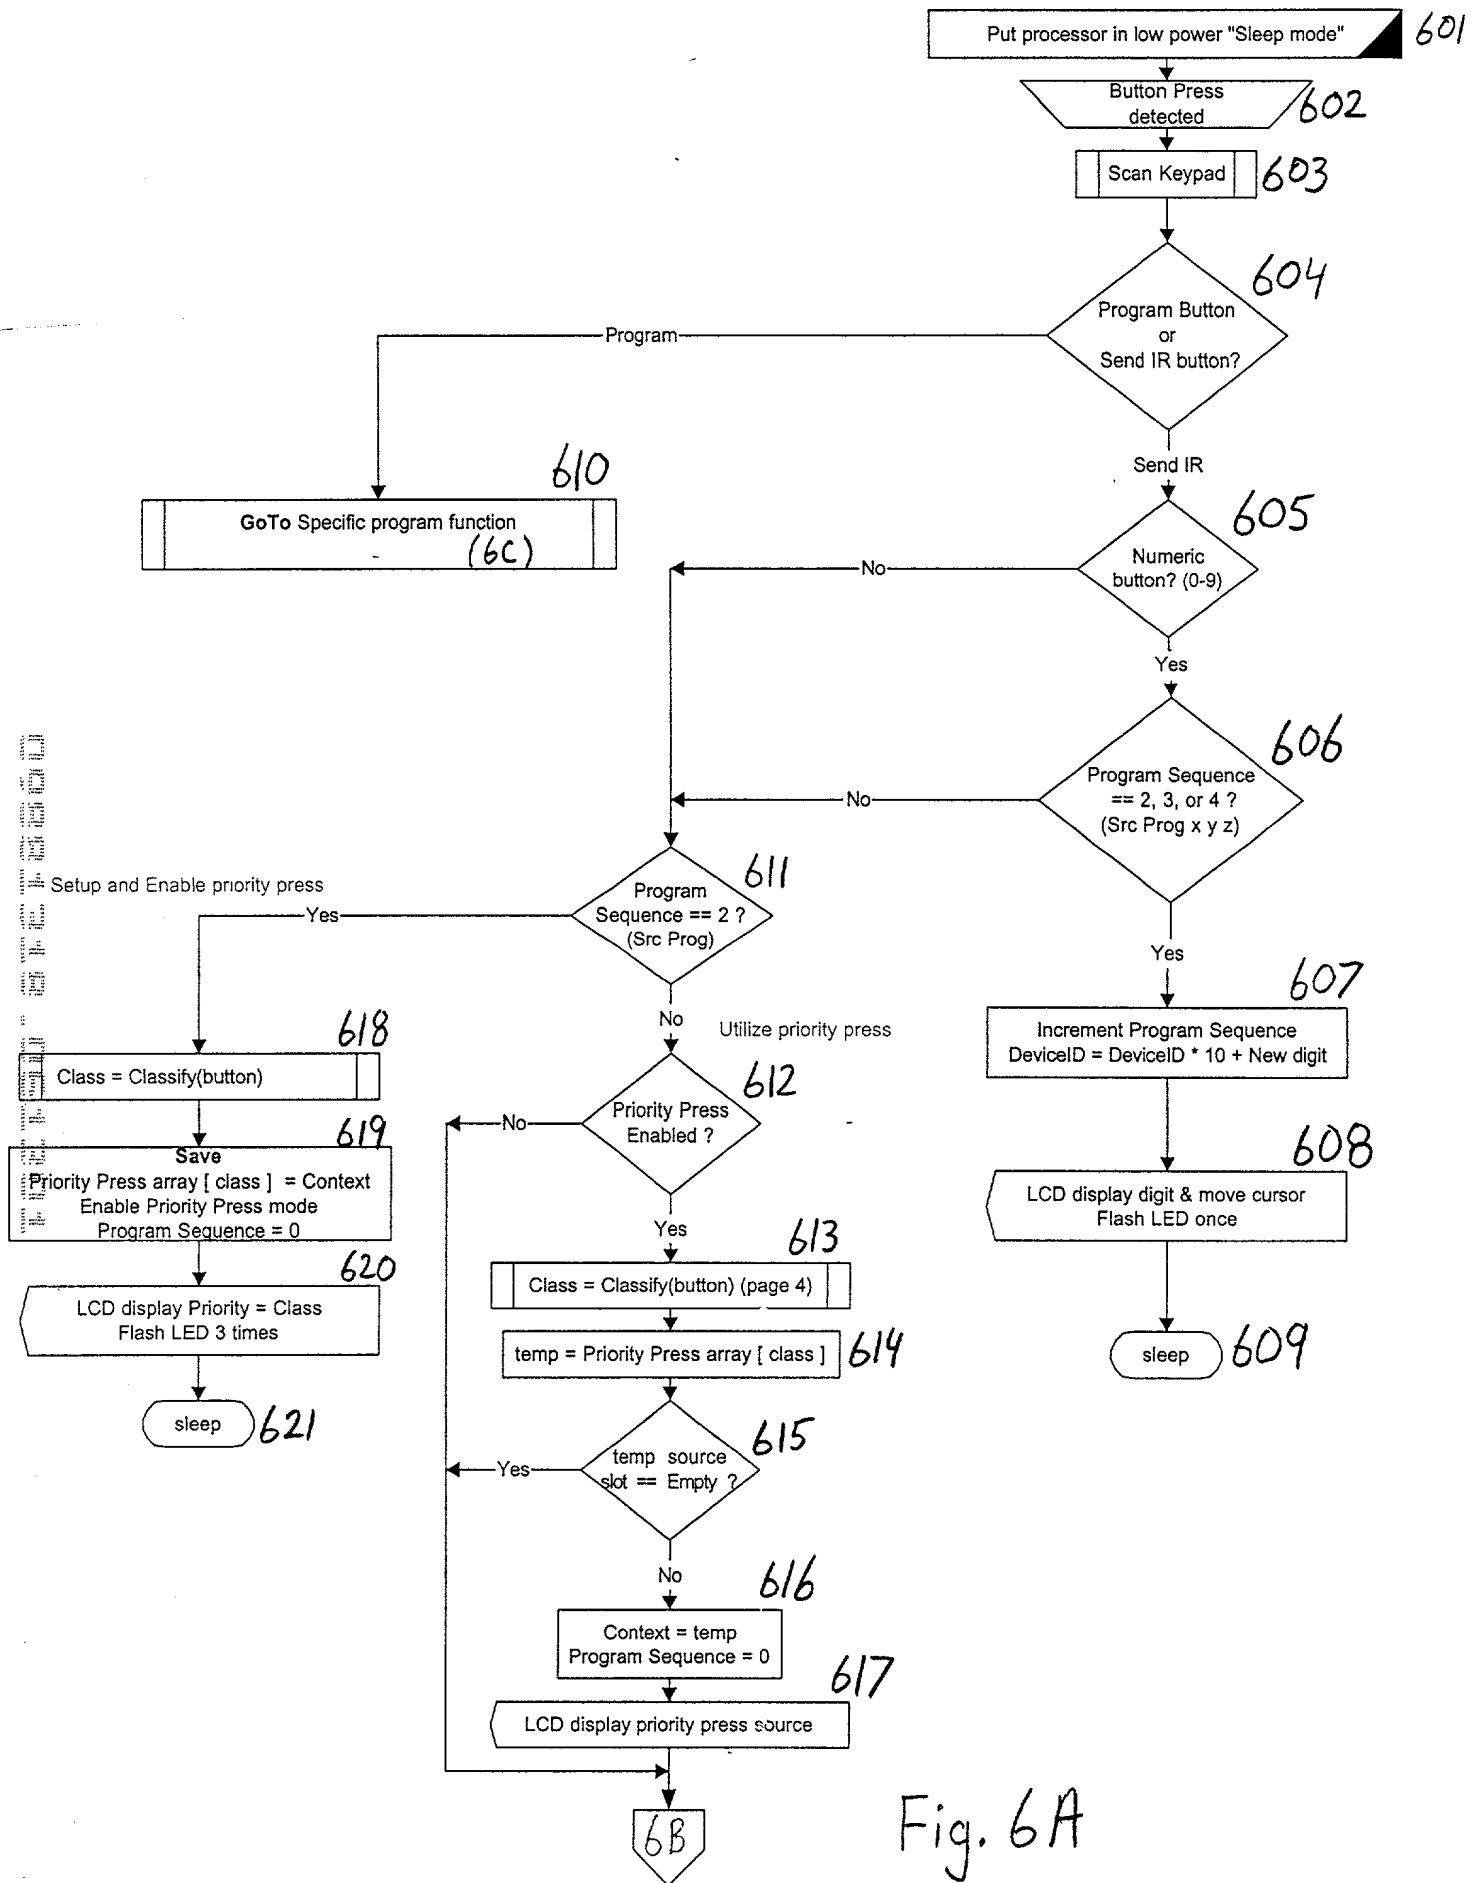 Put processor in low power "Sleep mode"
601
Button Press
detected
602
Scan Keypad
603
604
Program Button
or
Send IR button?
Program
Send IR
610
GoTo Specific program function
(6C)
605
Numeric
button? (0-9)
No
Yes
606
Program Sequence
== 2, 3, or 4 ?
(Src Prog x y z)
No
Yes
611
Program
Sequence == 2 ?
(Src Prog)
Setup and Enable priority press
Yes
No
Utilize priority press
607
Increment Program Sequence
DeviceID = DeviceID * 10 + New digit
618
Class = Classify(button)
612
Priority Press
Enabled ?
No
Yes
619
Save
Priority Press array [ class ] = Context
Enable Priority Press mode
Program Sequence = 0
608
LCD display digit & move cursor
Flash LED once
613
Class = Classify(button) (page 4)
620
LCD display Priority = Class
Flash LED 3 times
temp = Priority Press array [ class ]
614
sleep
609
sleep
621
615
temp source
slot == Empty ?
Yes
No
616
Context = temp
Program Sequence = 0
617
LCD display priority press source
6B
Fig. 6A